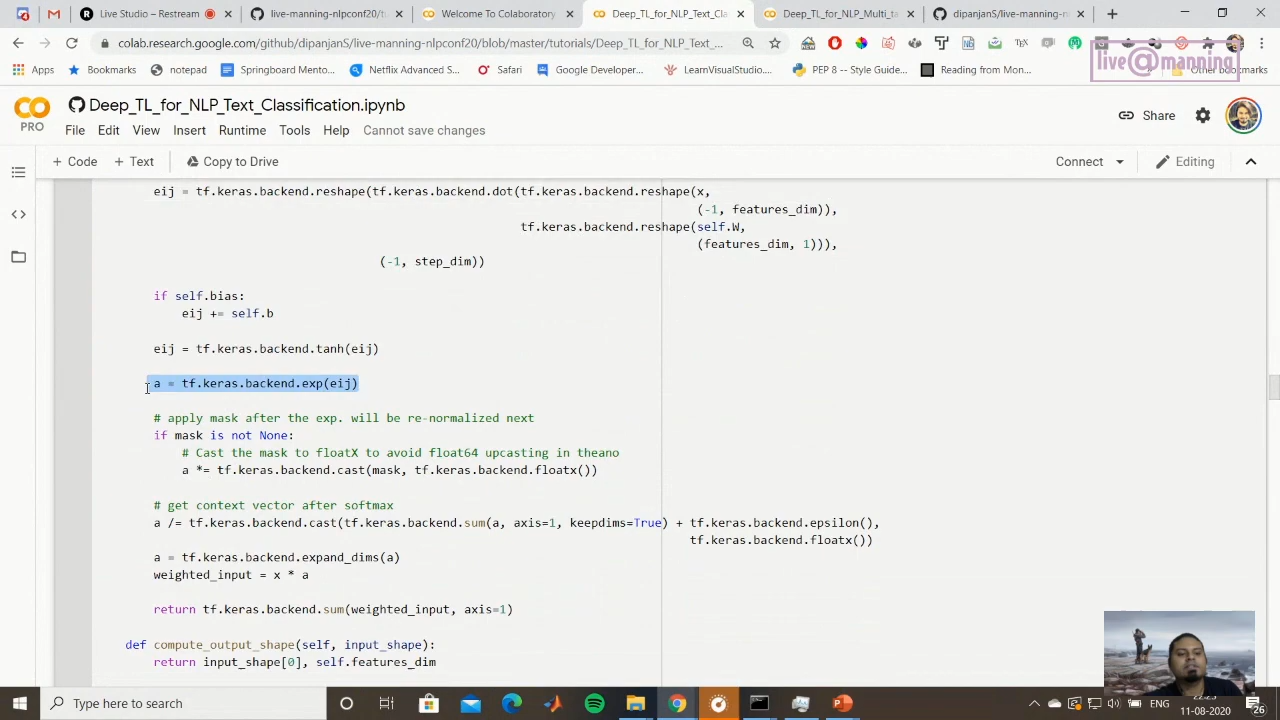 Live Studio - Restream
live-manning-nlpconf20/t
Welcome To Colaboratory
Deep_TL_for_NLP_Text_Cla
Deep_TL_for_NLP_Multi_ta
dipanjanS/live-manning-n
colab.research.google.com/github/dipanjanS/live-manning-nlpconf20/blob/master/tutorials/Deep_TL_for_NLP_Text_...
Apps
Bookmarks
notepad
Springboard Mento...
Netflix Advanced S...
Safari
Google Developer...
LearnVisualStudio...
PEP 8 -- Style Guide...
Reading from Mon...
Other bookmarks
live@manning
Deep_TL_for_NLP_Text_Classification.ipynb
PRO
File Edit View Insert Runtime Tools Help Cannot save changes
Share
+ Code + Text Copy to Drive
Connect
Editing
eij = tf.keras.backend.reshape(tf.keras.backend.dot(tf.keras.backend.reshape(x,
(-1, features_dim)),
tf.keras.backend.reshape(self.W,
(features_dim, 1))),
(-1, step_dim))
if self.bias:
eij += self.b
eij = tf.keras.backend.tanh(eij)
a = tf.keras.backend.exp(eij)
# apply mask after the exp. will be re-normalized next
if mask is not None:
# Cast the mask to floatX to avoid float64 upcasting in theano
a *= tf.keras.backend.cast(mask, tf.keras.backend.floatx())
# get context vector after softmax
a /= tf.keras.backend.cast(tf.keras.backend.sum(a, axis=1, keepdims=True) + tf.keras.backend.epsilon(),
tf.keras.backend.floatx())
a = tf.keras.backend.expand_dims(a)
weighted_input = x * a
return tf.keras.backend.sum(weighted_input, axis=1)
def compute_output_shape(self, input_shape):
return input_shape[0], self.features_dim
Type here to search
ENG
11-08-2020
26